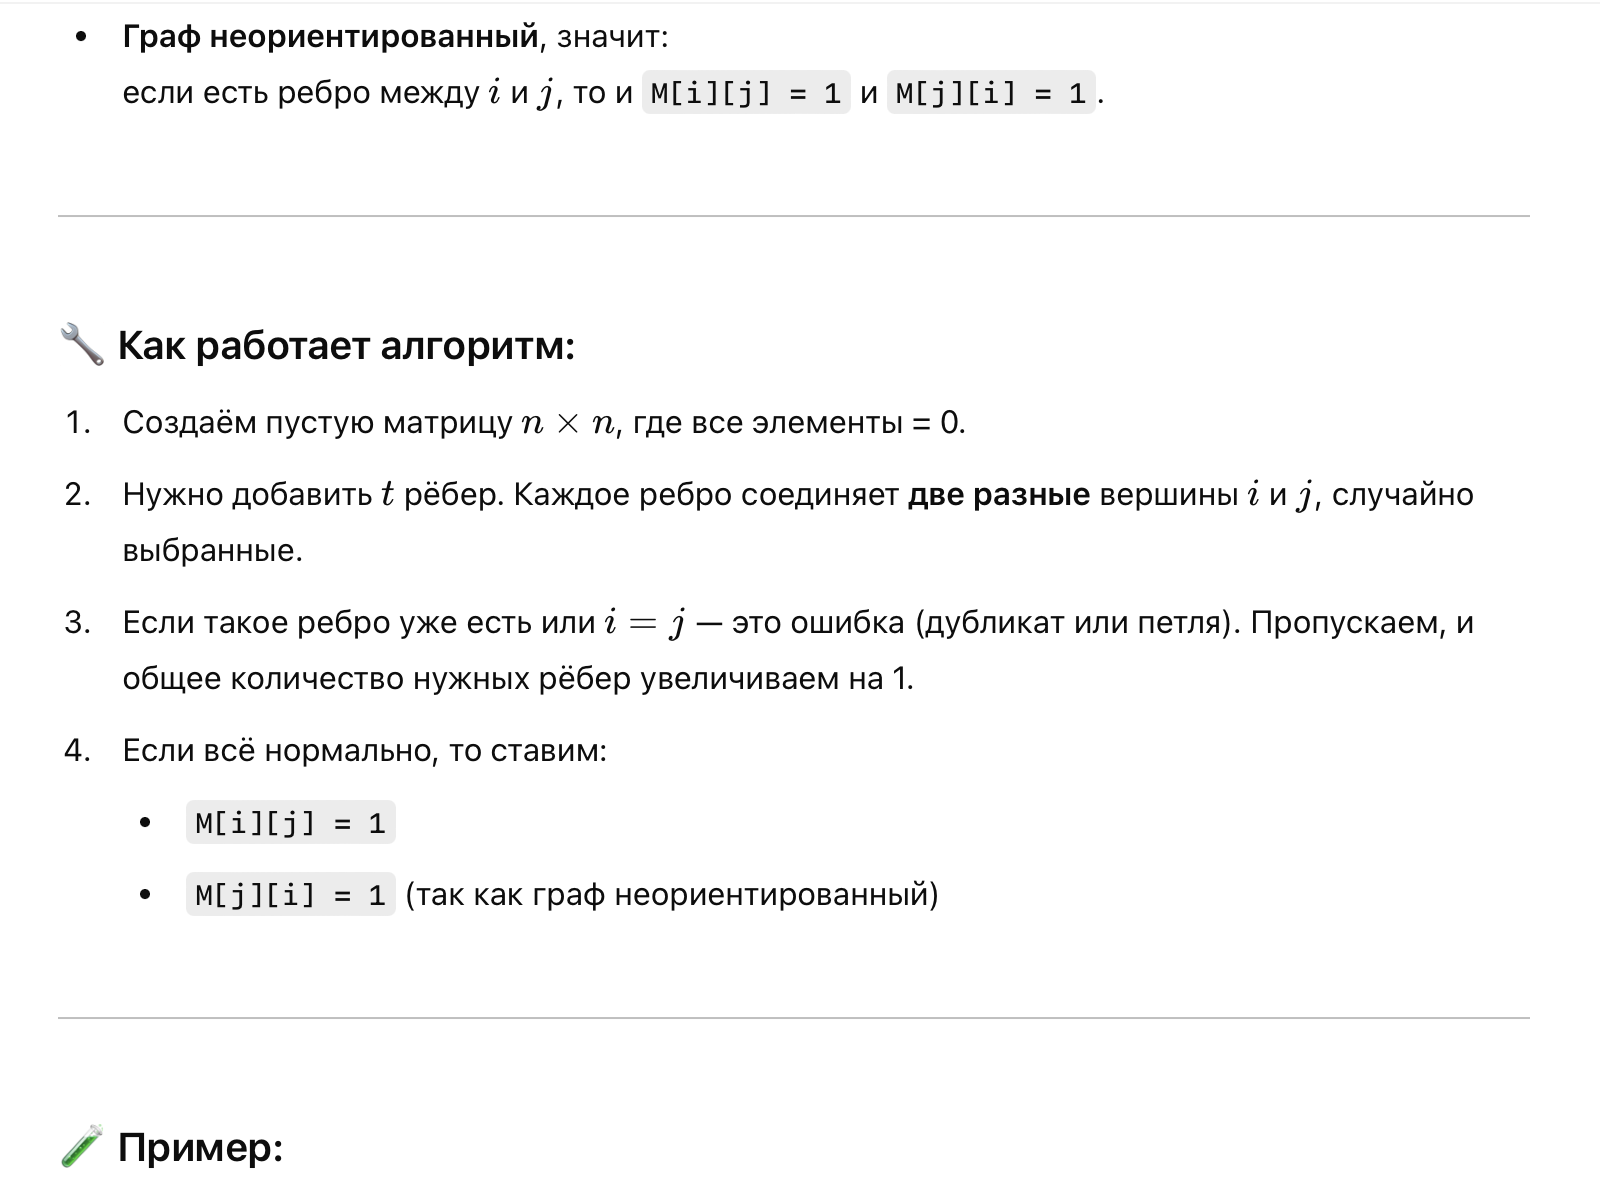 • Граф неориентированный, значит:
если есть ребро между i и j, то и M[i][j] = 1 и M[j][i] = 1.
🔧 Как работает алгоритм:
1. Создаём пустую матрицу n × n, где все элементы = 0.
2. Нужно добавить t рёбер. Каждое ребро соединяет две разные вершины i и j, случайно
выбранные.
3. Если такое ребро уже есть или i = j — это ошибка (дубликат или петля). Пропускаем, и
общее количество нужных рёбер увеличиваем на 1.
4. Если всё нормально, то ставим:
• M[i][j] = 1
• M[j][i] = 1 (так как граф неориентированный)
🧪 Пример: